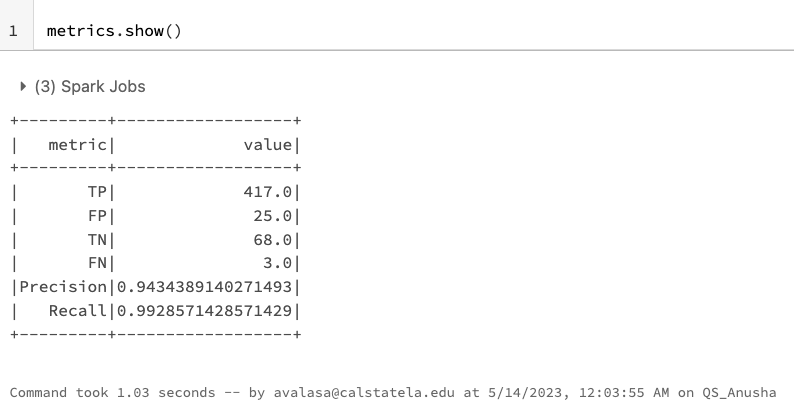 1 metrics.show()
(3) Spark Jobs
+---------+------------------+
|   metric|             value|
+---------+------------------+
|       TP|             417.0|
|       FP|              25.0|
|       TN|              68.0|
|       FN|               3.0|
|Precision|0.9434389140271493|
|   Recall|0.9928571428571429|
+---------+------------------+
Command took 1.03 seconds -- by avalasa@calstatela.edu at 5/14/2023, 12:03:55 AM on QS_Anusha